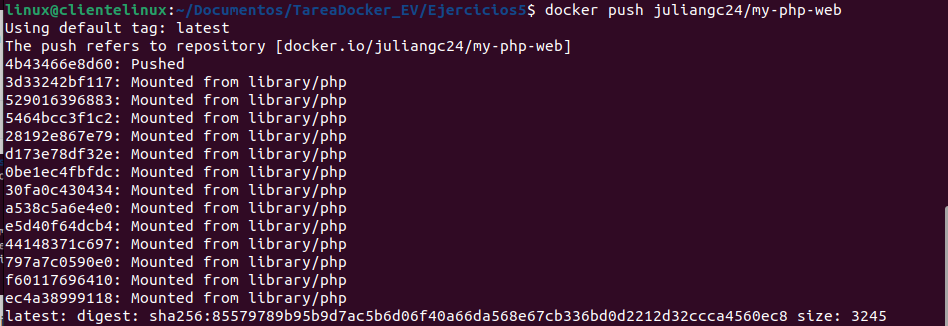 linux@clientelinux:~/Documentos/TareaDocker_EV/Ejercicios5$ docker push juliangc24/my-php-web
Using default tag: latest
The push refers to repository [docker.io/juliangc24/my-php-web]
4b43466e8d60: Pushed
3d33242bf117: Mounted from library/php
529016396883: Mounted from library/php
5464bcc3f1c2: Mounted from library/php
28192e867e79: Mounted from library/php
d173e78df32e: Mounted from library/php
0be1ec4fbfdc: Mounted from library/php
30fa0c430434: Mounted from library/php
a538c5a6e4e0: Mounted from library/php
e5d40f64dcb4: Mounted from library/php
44148371c697: Mounted from library/php
797a7c0590e0: Mounted from library/php
f60117696410: Mounted from library/php
ec4a38999118: Mounted from library/php
latest: digest: sha256:85579789b95b9d7ac5b6d06f40a66da568e67cb336bd0d2212d32ccca4560ec8 size: 3245